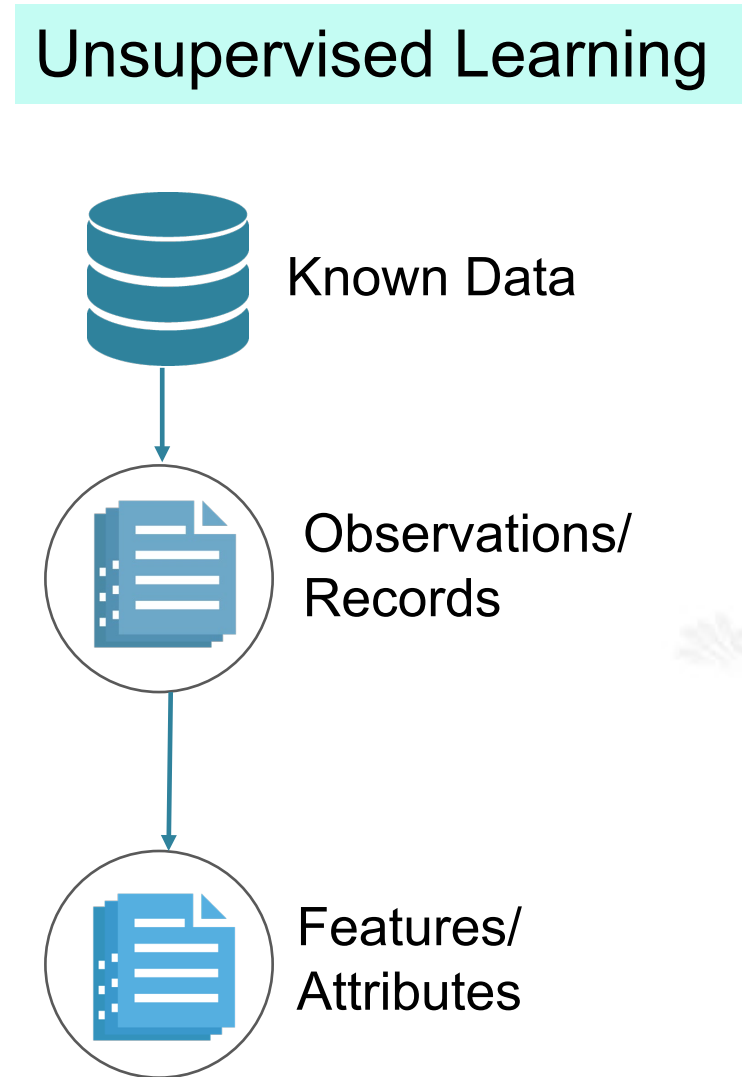 Unsupervised Learning
Known Data
Observations/
Records
Features/
Attributes